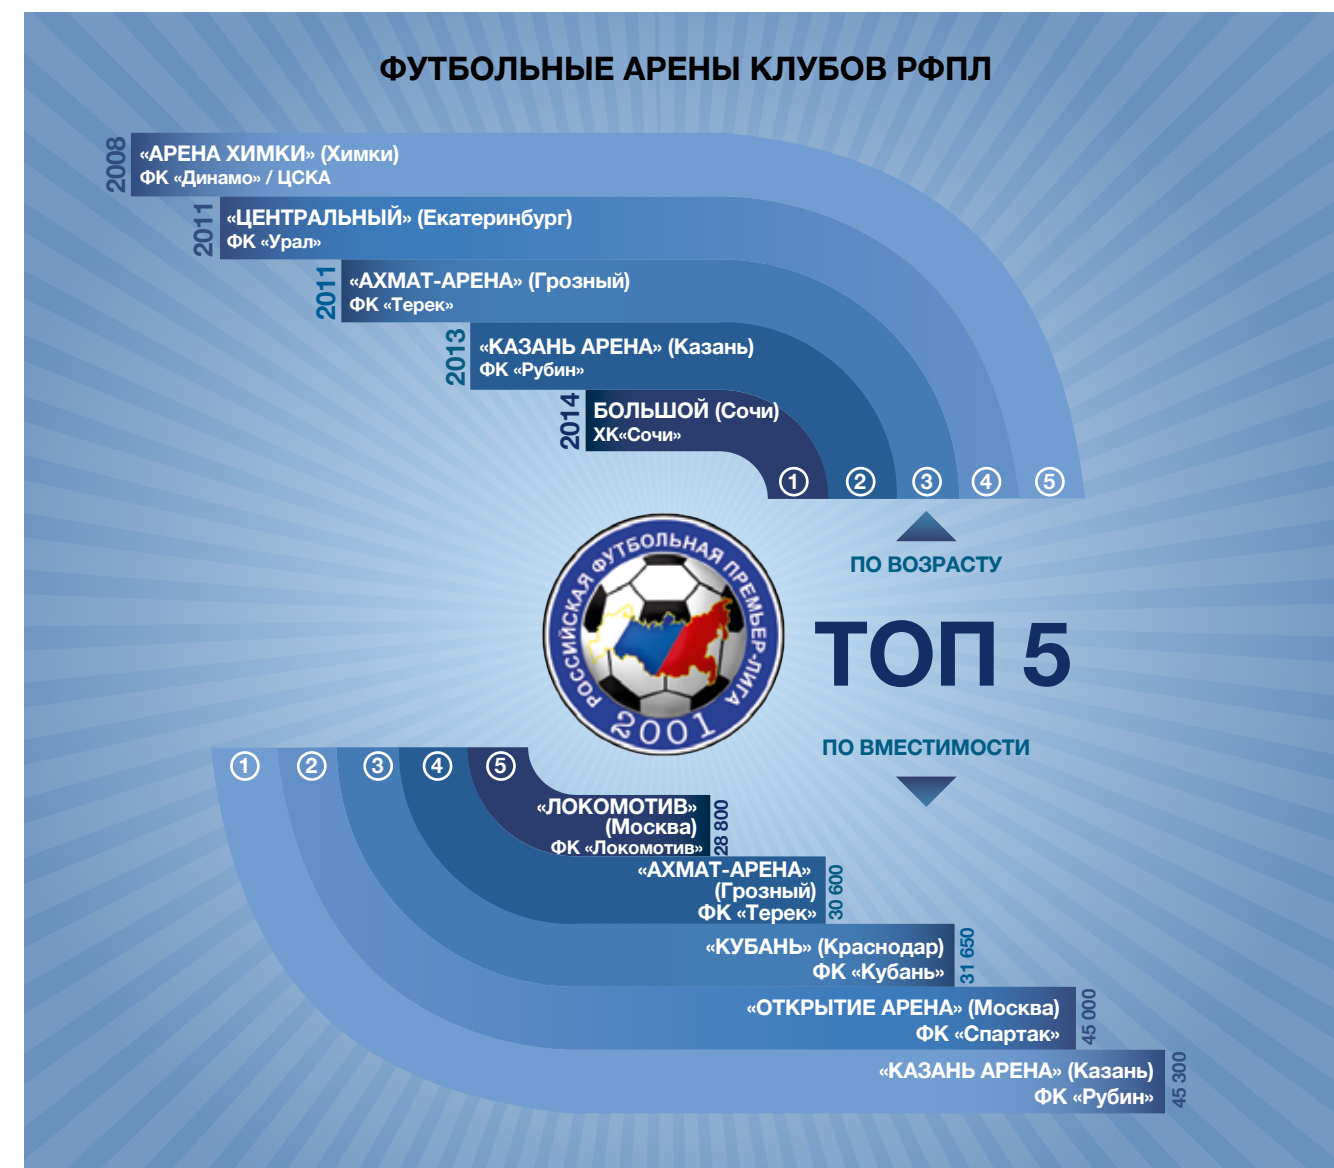 ФУТБОЛЬНЫЕ АРЕНЫ КЛУБОВ РФПЛ
2008
«АРЕНА ХИМКИ» (Химки)
ФК «Динамо» / ЦСКА
2011
«ЦЕНТРАЛЬНЫЙ» (Екатеринбург)
ФК «Урал»
2011
«АХМАТ-АРЕНА» (Грозный)
ФК «Терек»
2013
«КАЗАНЬ АРЕНА» (Казань)
ФК «Рубин»
2014
БОЛЬШОЙ (Сочи)
ХК«Сочи»
1 2 3 4 5
ПО ВОЗРАСТУ
РОССИЙСКАЯ ФУТБОЛЬНАЯ ПРЕМЬЕР-ЛИГА
2001
ТОП 5
ПО ВМЕСТИМОСТИ
1 2 3 4 5
«ЛОКОМОТИВ»
(Москва)
ФК «Локомотив»
28 800
«АХМАТ-АРЕНА»
(Грозный)
ФК «Терек»
30 600
«КУБАНЬ» (Краснодар)
ФК «Кубань»
31 650
«ОТКРЫТИЕ АРЕНА» (Москва)
ФК «Спартак»
45 000
«КАЗАНЬ АРЕНА» (Казань)
ФК «Рубин»
45 300